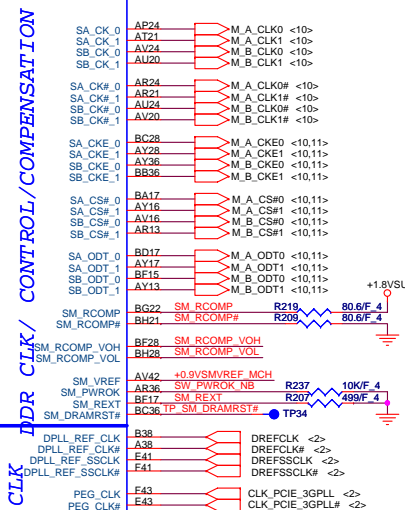 DDR CLK/ CONTROL/COMPENSATION
SA_CK_0 AP24 M_A_CLK0 <10>
SA_CK_1 AT21 M_A_CLK1 <10>
SB_CK_0 AV24 M_B_CLK0 <10>
SB_CK_1 AU20 M_B_CLK1 <10>
SA_CK#_0 AR24 M_A_CLK0# <10>
SA_CK#_1 AR21 M_A_CLK1# <10>
SB_CK#_0 AU24 M_B_CLK0# <10>
SB_CK#_1 AV20 M_B_CLK1# <10>
SA_CKE_0 BC28 M_A_CKE0 <10,11>
SA_CKE_1 AY28 M_A_CKE1 <10,11>
SB_CKE_0 AY36 M_B_CKE0 <10,11>
SB_CKE_1 BB36 M_B_CKE1 <10,11>
SA_CS#_0 BA17 M_A_CS#0 <10,11>
SA_CS#_1 AY16 M_A_CS#1 <10,11>
SB_CS#_0 AV16 M_B_CS#0 <10,11>
SB_CS#_1 AR13 M_B_CS#1 <10,11>
SA_ODT_0 BD17 M_A_ODT0 <10,11>
SA_ODT_1 AY17 M_A_ODT1 <10,11>
SB_ODT_0 BF15 M_B_ODT0 <10,11>
SB_ODT_1 AY13 M_B_ODT1 <10,11>
+1.8VSU
SM_RCOMP BG22 SM_RCOMP R219 80.6/F_4
SM_RCOMP# BH21 SM_RCOMP# R209 80.6/F_4
SM_RCOMP_VOH BF28 SM_RCOMP_VOH
SM_RCOMP_VOL BH28 SM_RCOMP_VOL
SM_VREF AV42 +0.9VSMVREF_MCH
SM_PWROK AR36 SW_PWROK_NB R237 10K/F_4
SM_REXT BF17 SM_REXT R207 499/F_4
SM_DRAMRST# BC36 TP_SM_DRAMRST# TP34
CLK
DPLL_REF_CLK B38 DREFCLK <2>
DPLL_REF_CLK# A38 DREFCLK# <2>
DPLL_REF_SSCLK E41 DREFSSCLK <2>
DPLL_REF_SSCLK# F41 DREFSSCLK# <2>
PEG_CLK F43 CLK_PCIE_3GPLL <2>
PEG_CLK# E43 CLK_PCIE_3GPLL# <2>